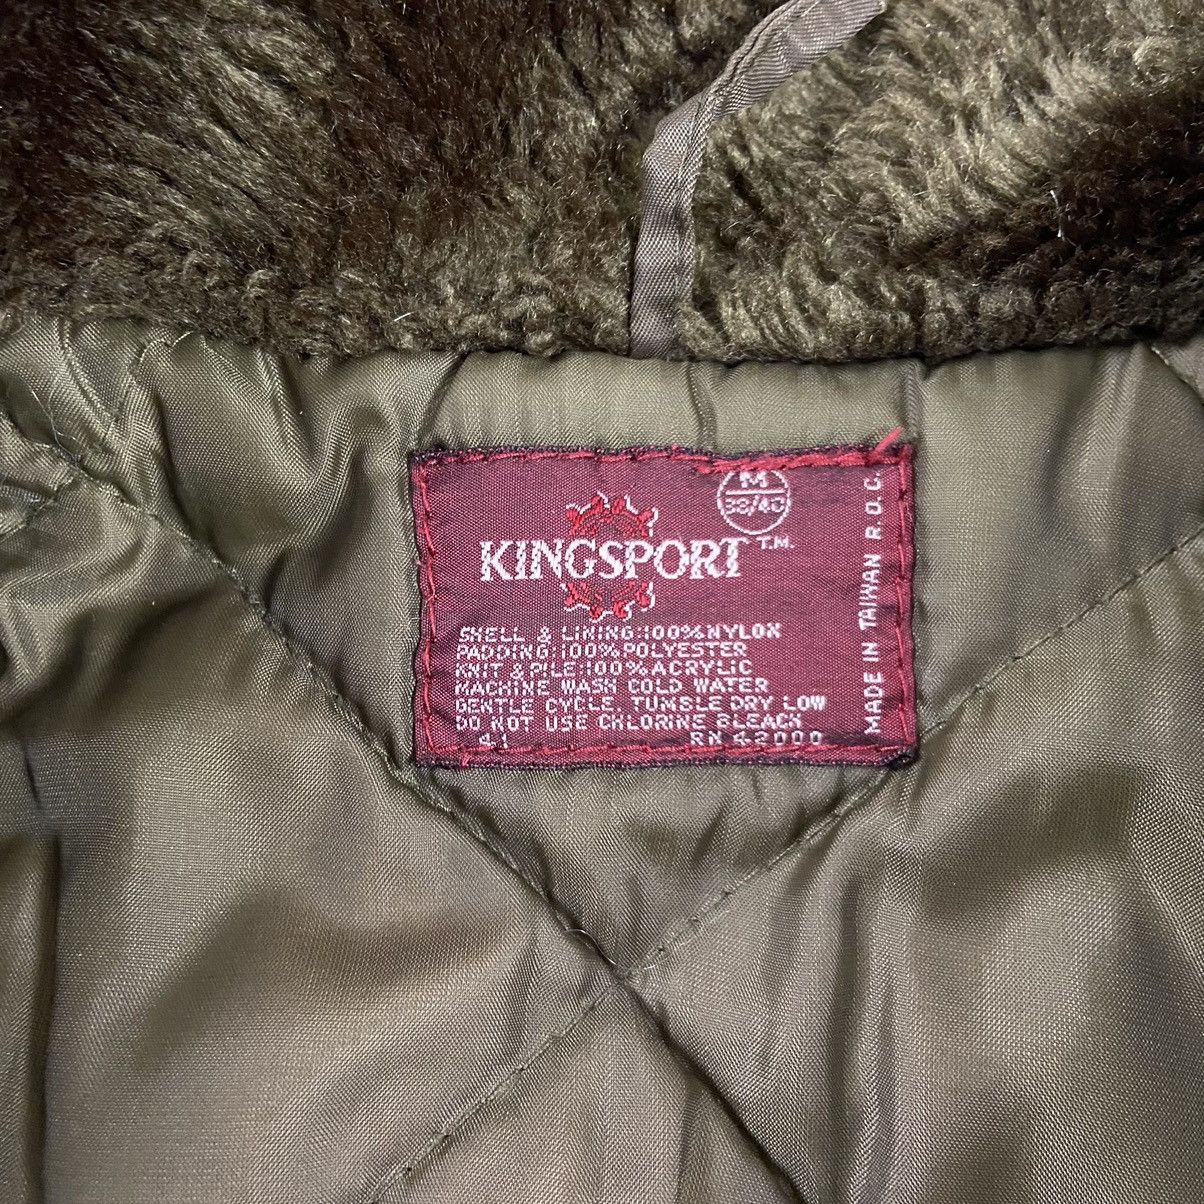 M
38/40
KINGSPORT T.M.
SHELL & LINING:100%NYLON
PADDING:100%POLYESTER
KNIT & PILE:100%ACRYLIC
MACHINE WASH COLD WATER
GENTLE CYCLE. TUMBLE DRY LOW
DO NOT USE CHLORINE BLEACH
41 RN 42000
MADE IN TAIWAN R.O.C.